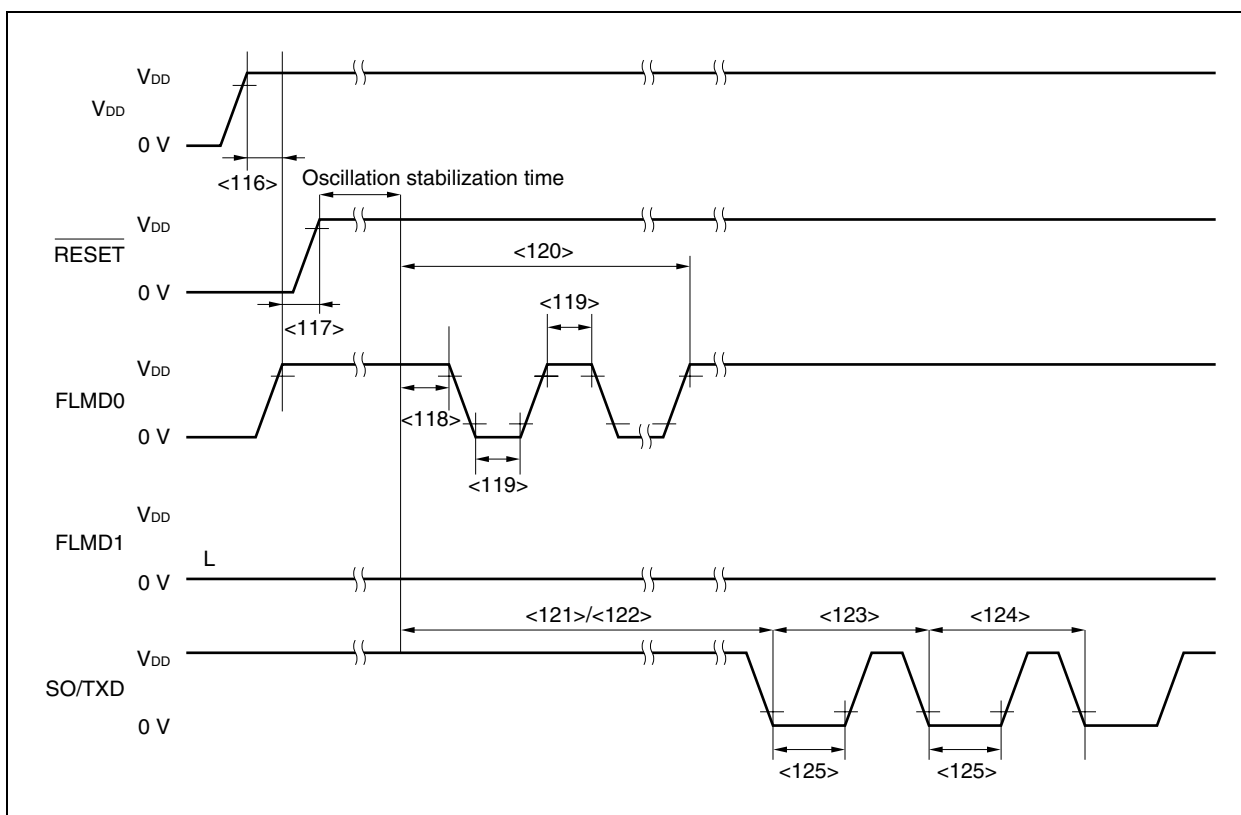 VDD
VDD
0 V
<116>
Oscillation stabilization time
VDD
RESET
<120>
0 V
<117>
<119>
VDD
FLMD0
<118>
0 V
<119>
VDD
FLMD1
L
0 V
<121>/<122>
<123>
<124>
VDD
SO/TXD
0 V
<125>
<125>